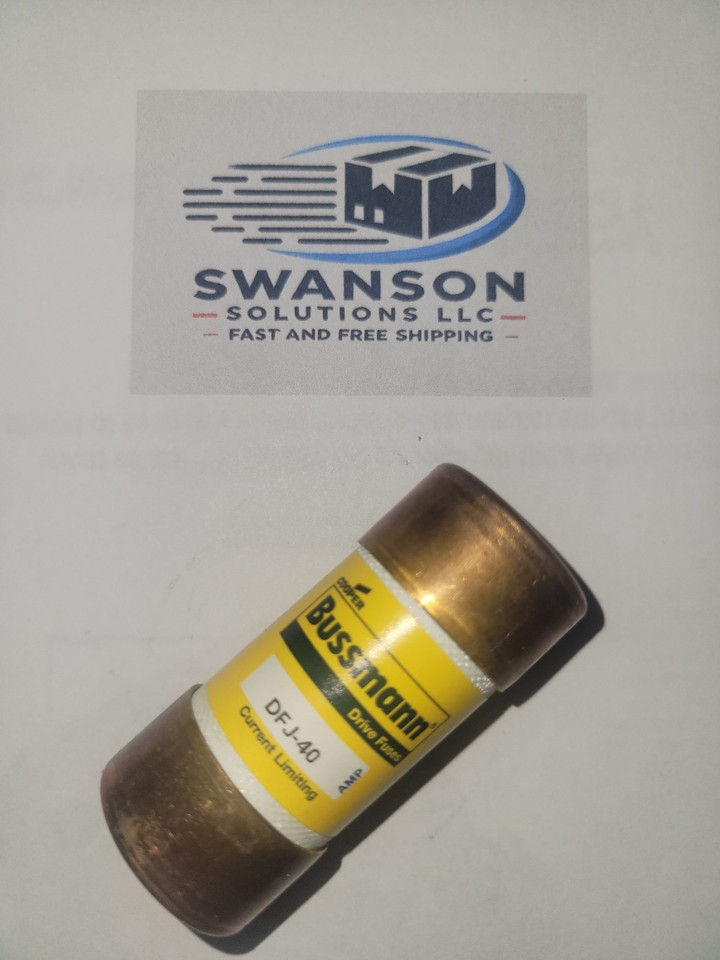 SWANSON
SOLUTIONS LLC
FAST AND FREE SHIPPING
COOPER
BUSSmann®
Drive Fuses
DFJ-40
AMP
Current Limiting